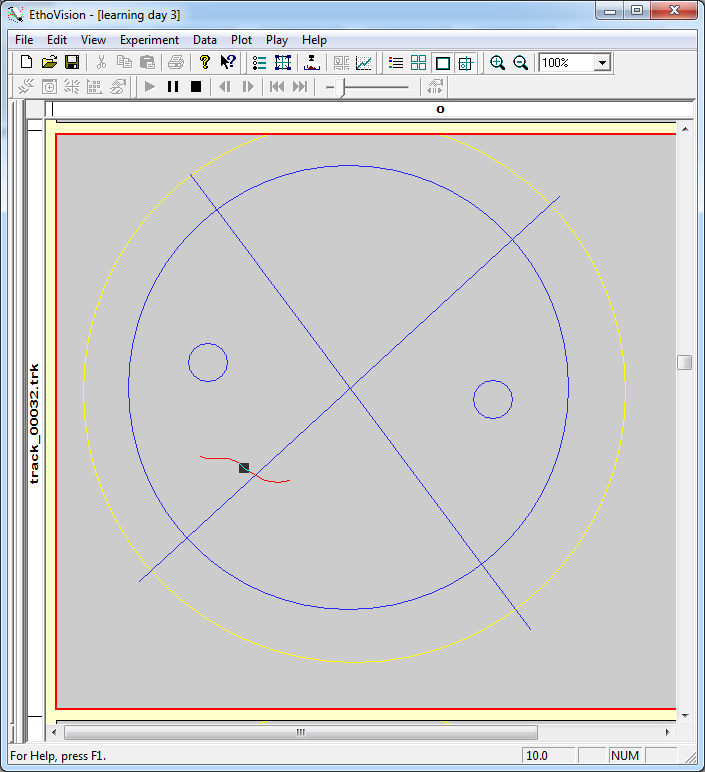 EthoVision - [learning day 3]
File Edit View Experiment Data Plot Play Help
100%
o
track_00032.trk
For Help, press F1.
10.0
NUM